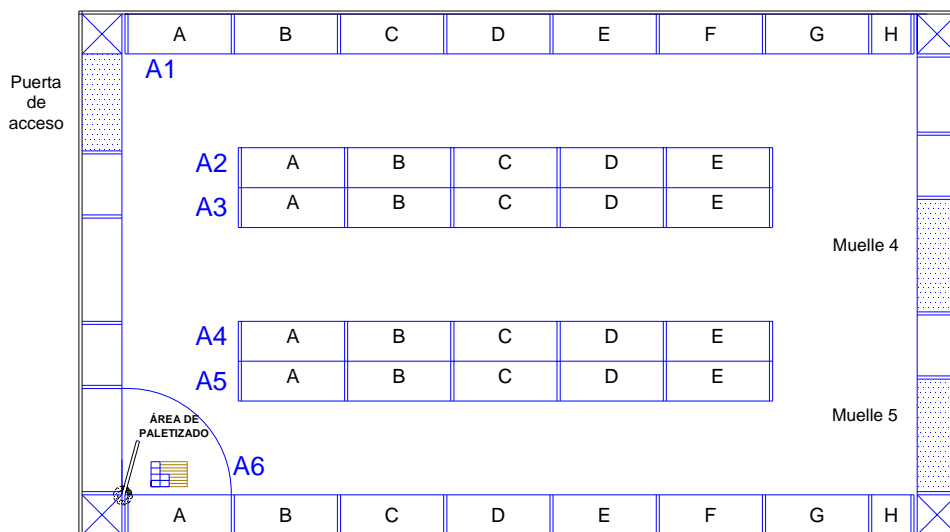 A B C D E F G H
A1
Puerta
de
acceso
A2 A B C D E
A3 A B C D E
Muelle 4
A4 A B C D E
A5 A B C D E
Muelle 5
ÁREA DE
PALETIZADO
A6
A B C D E F G H